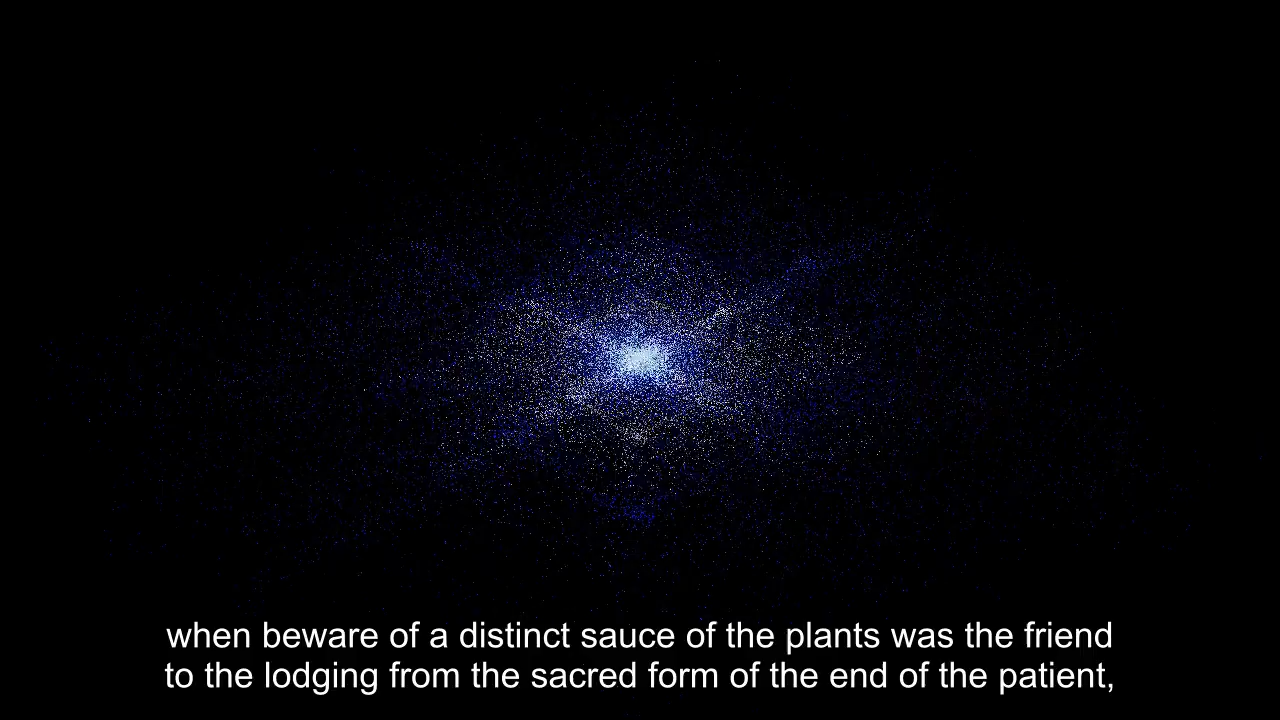 when beware of a distinct sauce of the plants was the friend
to the lodging from the sacred form of the end of the patient,